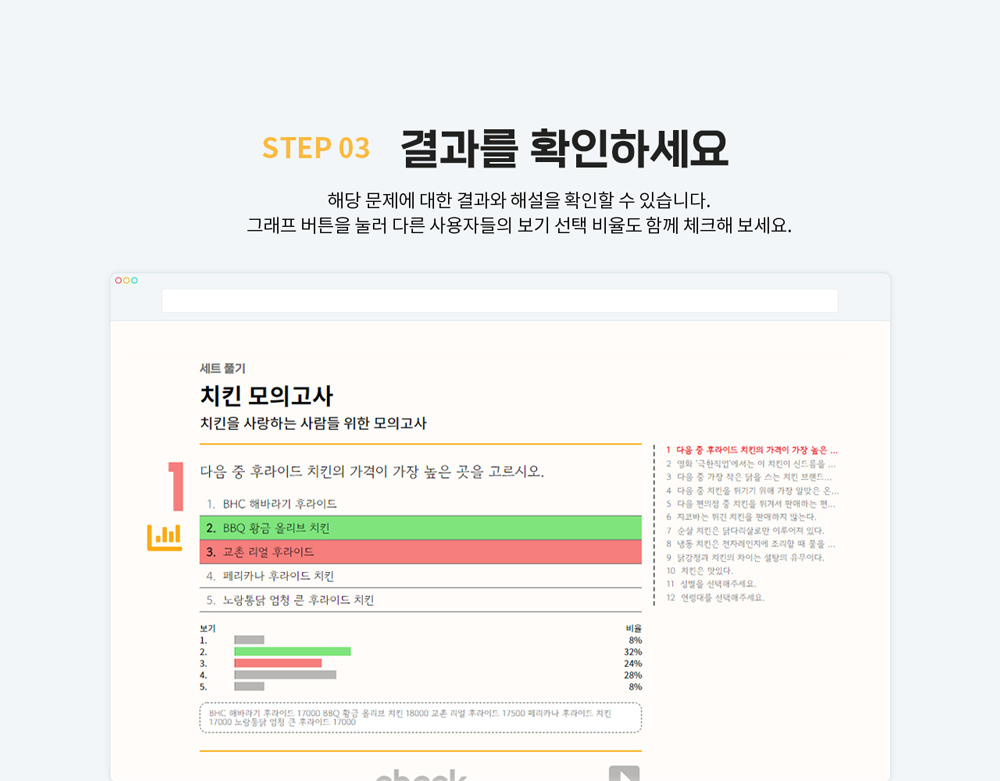 STEP 03 결과를 확인하세요
해당 문제에 대한 결과와 해설을 확인할 수 있습니다.
그래프 버튼을 눌러 다른 사용자들의 보기 선택 비율도 함께 체크해 보세요.
세트 풀기
치킨 모의고사
치킨을 사랑하는 사람들 위한 모의고사
1 다음 중 후라이드 치킨의 가격이 가장 높은 곳을 고르시오.
1. BHC 해바라기 후라이드
2. BBQ 황금 올리브 치킨
3. 교촌 리얼 후라이드
4. 페리카나 후라이드 치킨
5. 노랑통닭 엄청 큰 후라이드 치킨
보기 비율
1. 8%
2. 32%
3. 24%
4. 28%
5. 8%
BHC 해바라기 후라이드 17000 BBQ 황금 올리브 치킨 18000 교촌 리얼 후라이드 17500 페리카나 후라이드 치킨
17000 노랑통닭 엄청 큰 후라이드 17000
1 다음 중 후라이드 치킨의 가격이 가장 높은 ...
2 영화 '극한직업'에서는 이 치킨이 신드롬을 ...
3 다음 중 가장 작은 닭을 쓰는 치킨 브랜드...
4 다음 중 치킨을 튀기기 위해 가장 알맞은 온...
5 다음 편의점 중 치킨을 튀겨서 판매하는 편...
6 지코바는 튀긴 치킨을 판매하지 않는다.
7 순살 치킨은 닭다리살로만 이루어져 있다.
8 냉동 치킨은 전자레인지에 조리할 때 물을 ...
9 닭강정과 치킨의 차이는 설탕의 유무이다.
10 치킨은 맛있다.
11 성별을 선택해주세요.
12 연령대를 선택해주세요.